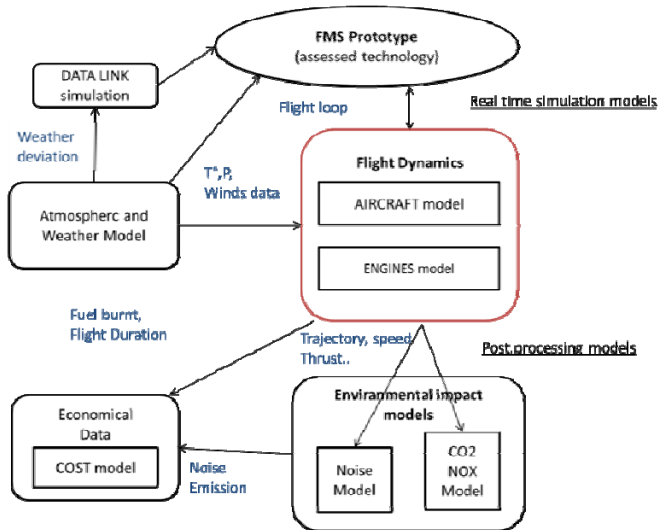 FMS Prototype
(assessed technology)
DATA LINK
simulation
Flight loop
Real time simulation models
Weather
deviation
Flight Dynamics
T°,P,
Winds data
AIRCRAFT model
Atmospherc and
Weather Model
ENGINES model
Fuel burnt,
Flight Duration
Trajectory, speed
Thrust..
Post.processing models
Environmental impact
models
Economical
Data
COST model
Noise
Emission
Noise
Model
CO2
NOX
Model